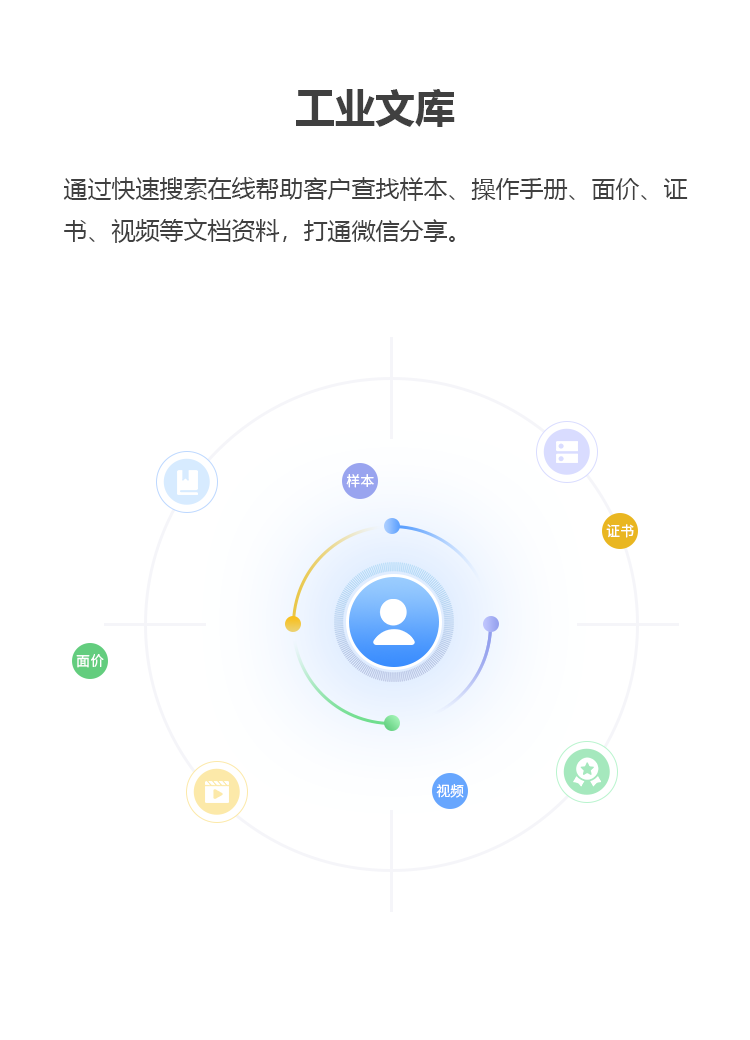 工业文库
通过快速搜索在线帮助客户查找样本、操作手册、面价、证
书、视频等文档资料，打通微信分享。
样本
证书
面价
视频